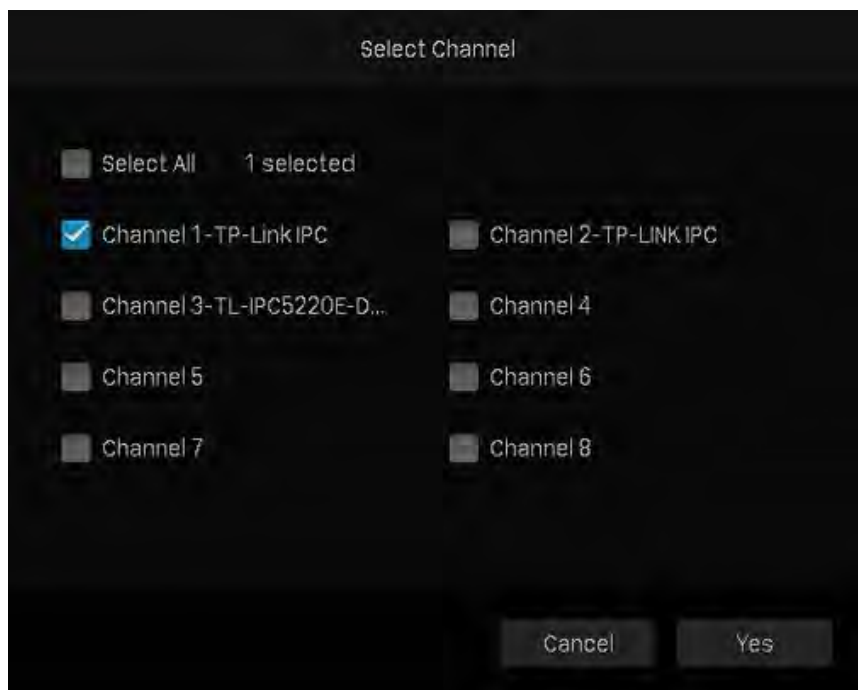 Select Channel
Select All 1 selected
Channel 1-TP-Link IPC Channel 2-TP-LINK IPC
Channel 3-TL-IPC5220E-D... Channel 4
Channel 5 Channel 6
Channel 7 Channel 8
Cancel Yes